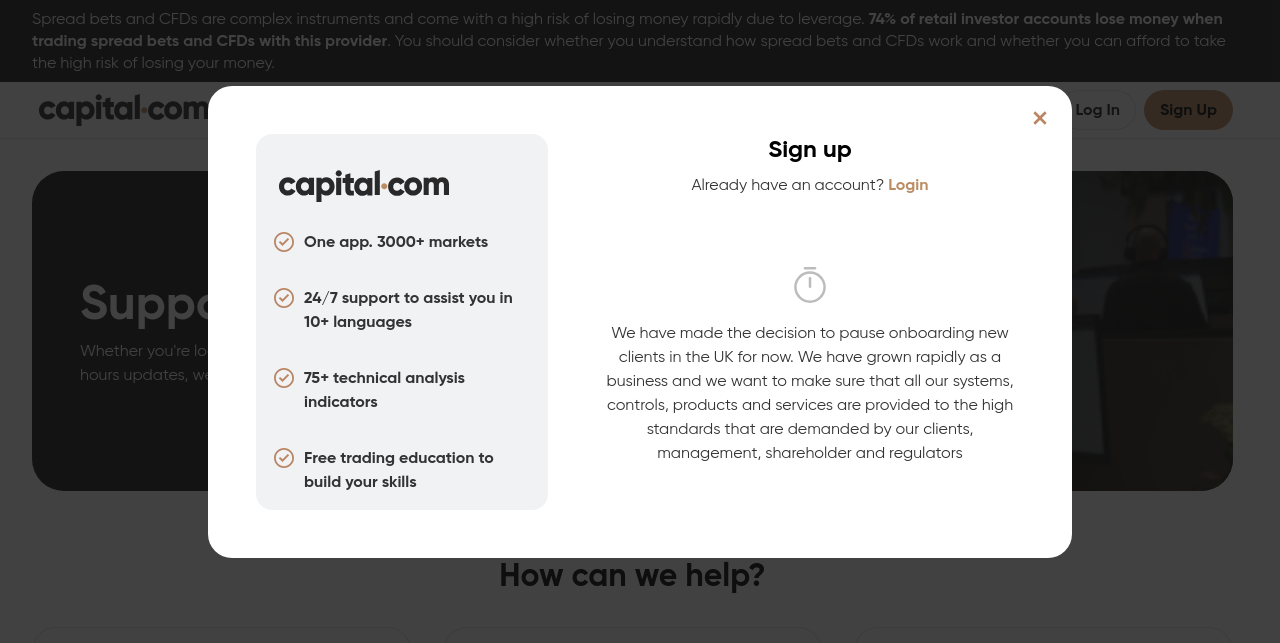 Spread bets and CFDs are complex instruments and come with a high risk of losing money rapidly due to leverage. 74% of retail investor accounts lose money when
trading spread bets and CFDs with this provider. You should consider whether you understand how spread bets and CFDs work and whether you can afford to take
the high risk of losing your money.
capital.com
Log In
Sign Up
capital.com
One app. 3000+ markets
24/7 support to assist you in
10+ languages
75+ technical analysis
indicators
Free trading education to
build your skills
Sign up
Already have an account? Login
We have made the decision to pause onboarding new
clients in the UK for now. We have grown rapidly as a
business and we want to make sure that all our systems,
controls, products and services are provided to the high
standards that are demanded by our clients,
management, shareholder and regulators
Whether you're
hours updates,
How can we help?